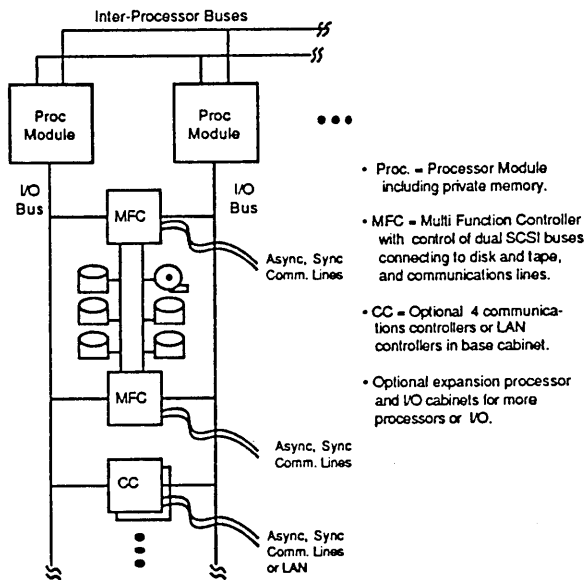 Inter-Processor Buses
Proc
Module
Proc
Module
I/O
Bus
I/O
Bus
MFC
Async, Sync
Comm. Lines
MFC
Async, Sync
Comm. Lines
CC
Async, Sync
Comm. Lines
or LAN
• Proc. = Processor Module
including private memory.
• MFC = Multi Function Controller
with control of dual SCSI buses
connecting to disk and tape,
and communications lines.
• CC = Optional 4 communica-
tions controllers or LAN
controllers in base cabinet.
• Optional expansion processor
and I/O cabinets for more
processors or I/O.